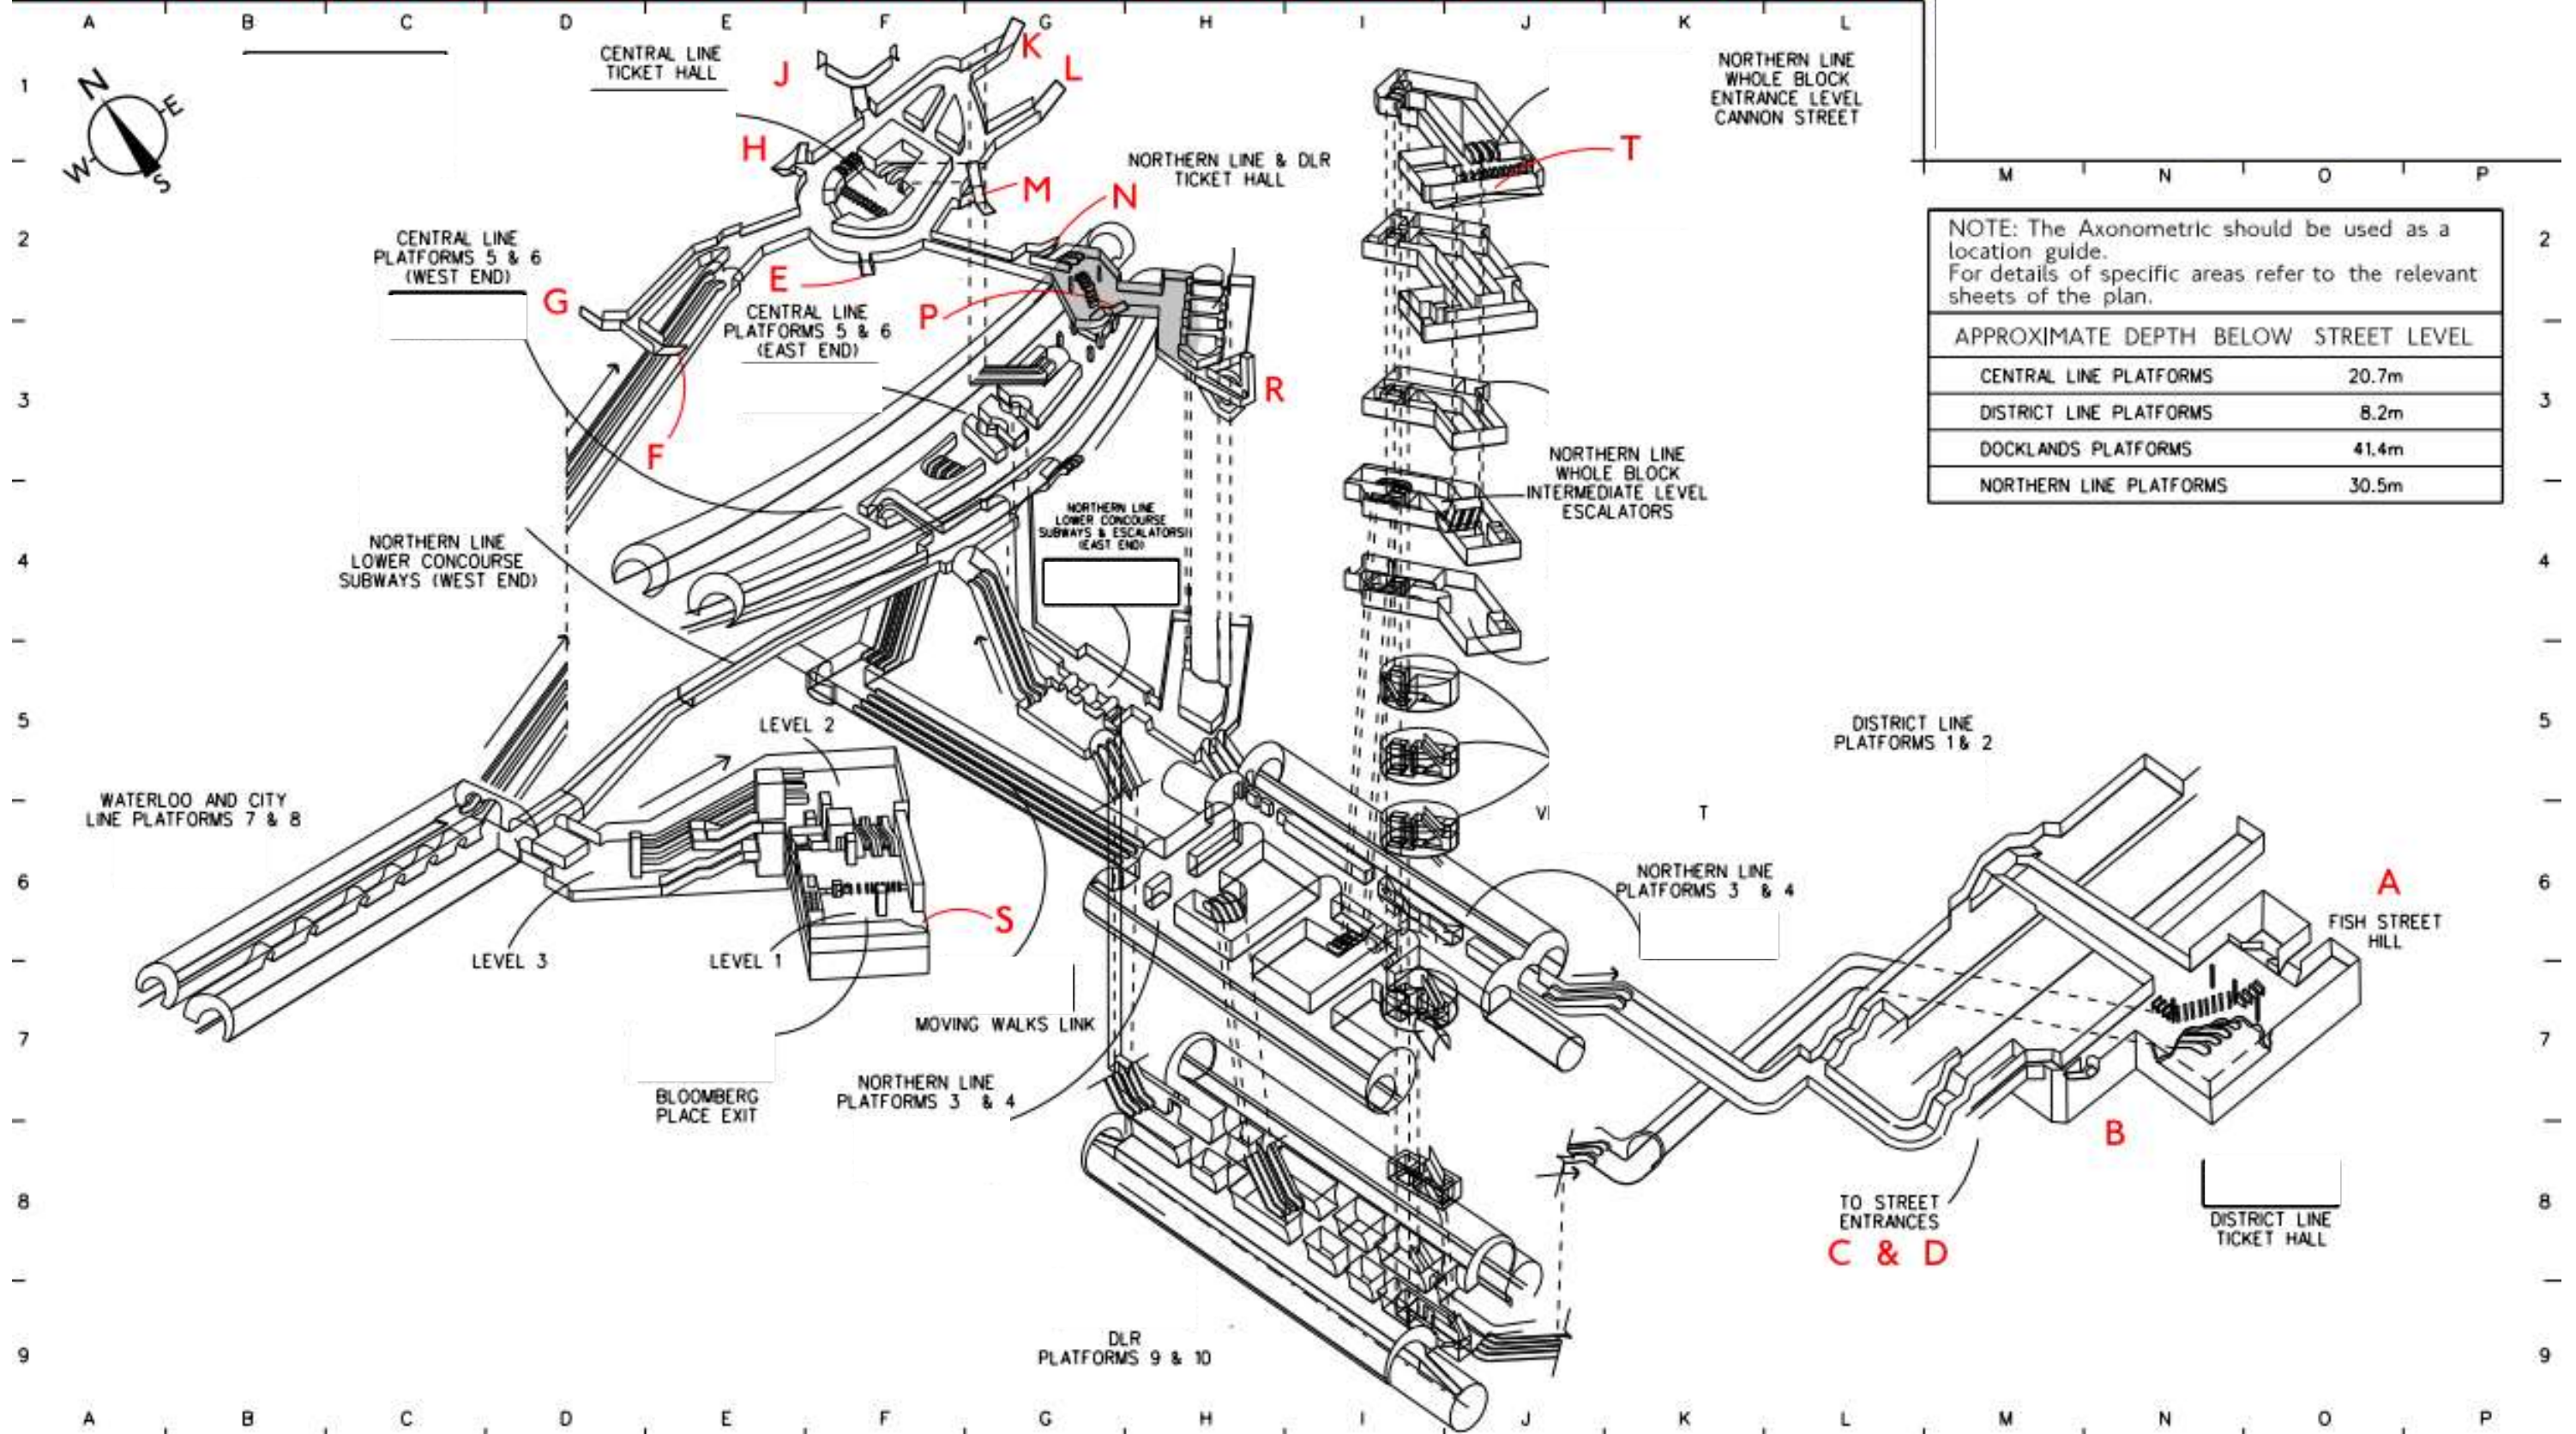 A B C D E F G H I J K L
CENTRAL LINE
TICKET HALL
J
K
L
NORTHERN LINE
WHOLE BLOCK
ENTRANCE LEVEL
CANNON STREET
1
N
E
W
S
H
M
N
T
NORTHERN LINE & DLR
TICKET HALL
M N O P
2
CENTRAL LINE
PLATFORMS 5 & 6
(WEST END)
G
E
CENTRAL LINE
PLATFORMS 5 & 6
(EAST END)
P
R
F
2
NOTE: The Axonometric should be used as a
location guide.
For details of specific areas refer to the relevant
sheets of the plan.
APPROXIMATE DEPTH BELOW STREET LEVEL
CENTRAL LINE PLATFORMS 20.7m
DISTRICT LINE PLATFORMS 8.2m
DOCKLANDS PLATFORMS 41.4m
NORTHERN LINE PLATFORMS 30.5m
3
3
NORTHERN LINE
WHOLE BLOCK
INTERMEDIATE LEVEL
ESCALATORS
NORTHERN LINE
LOWER CONCOURSE
SUBWAYS & ESCALATORS
(EAST END)
NORTHERN LINE
LOWER CONCOURSE
SUBWAYS (WEST END)
4
4
5
5
LEVEL 2
DISTRICT LINE
PLATFORMS 1 & 2
WATERLOO AND CITY
LINE PLATFORMS 7 & 8
T
6
6
NORTHERN LINE
PLATFORMS 3 & 4
A
FISH STREET
HILL
S
LEVEL 3
LEVEL 1
MOVING WALKS LINK
7
7
BLOOMBERG
PLACE EXIT
NORTHERN LINE
PLATFORMS 3 & 4
B
8
8
TO STREET
ENTRANCES
C & D
DISTRICT LINE
TICKET HALL
DLR
PLATFORMS 9 & 10
9
9
A B C D E F G H I J K L M N O P